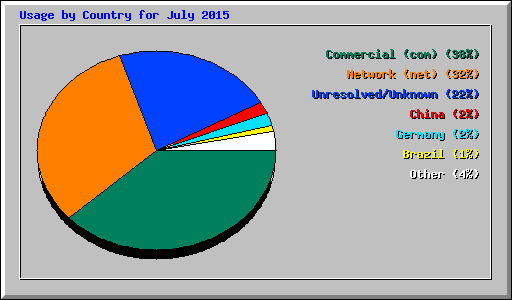 Usage by Country for July 2015
Commercial (com) (38%)
Network (net) (32%)
Unresolved/Unknown (22%)
China (2%)
Germany (2%)
Brazil (1%)
Other (4%)